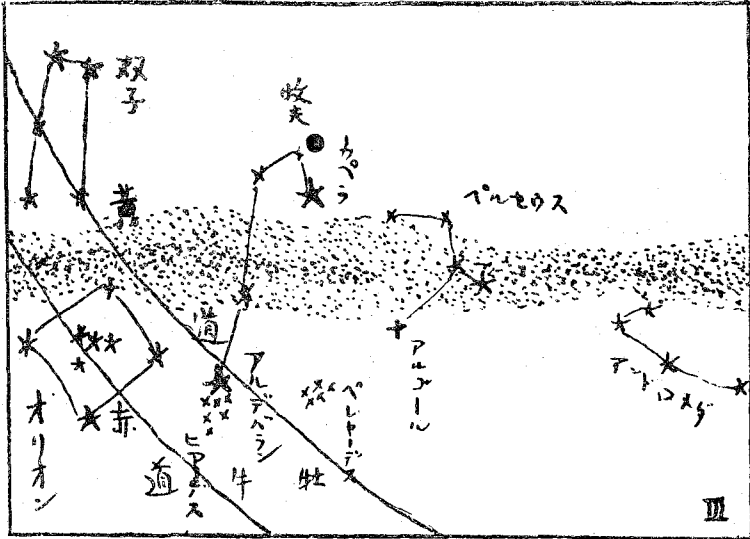 双子
牧夫
カペラ
ペルセウス
黄道
アルゴール
アンドロメダ
アルデバラン
プレヤーデス
ヒアデス
牡牛
赤道
オリオン
III